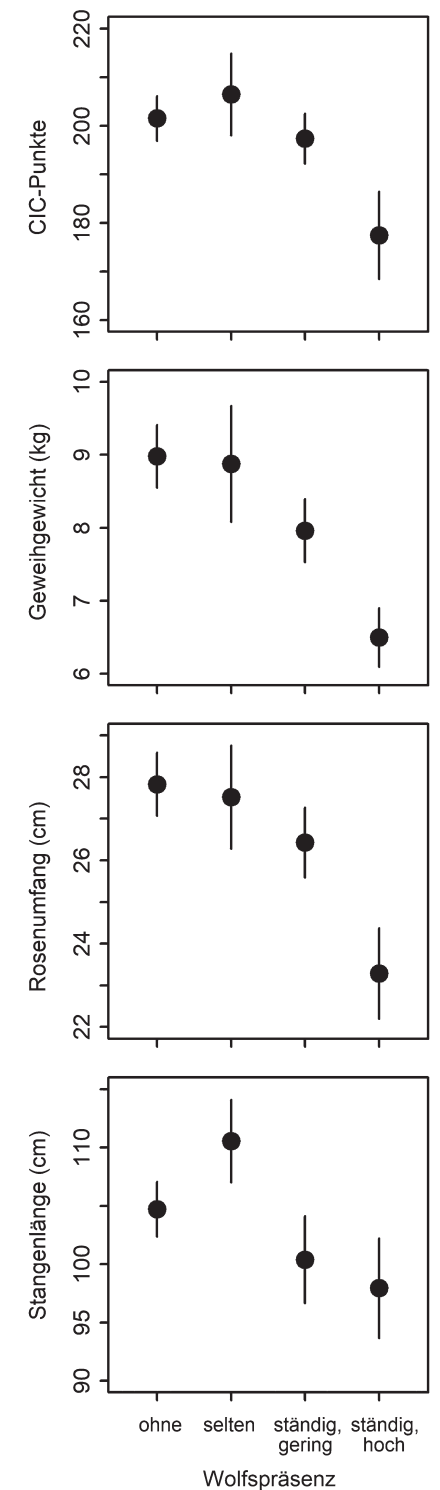 CIC-Punkte
220
200
180
160
Geweihgewicht (kg)
10
9
8
7
6
Rosenumfang (cm)
28
26
24
22
Stangenlänge (cm)
110
100
95
90
ohne
selten
ständig,
gering
ständig,
hoch
Wolfspräsenz